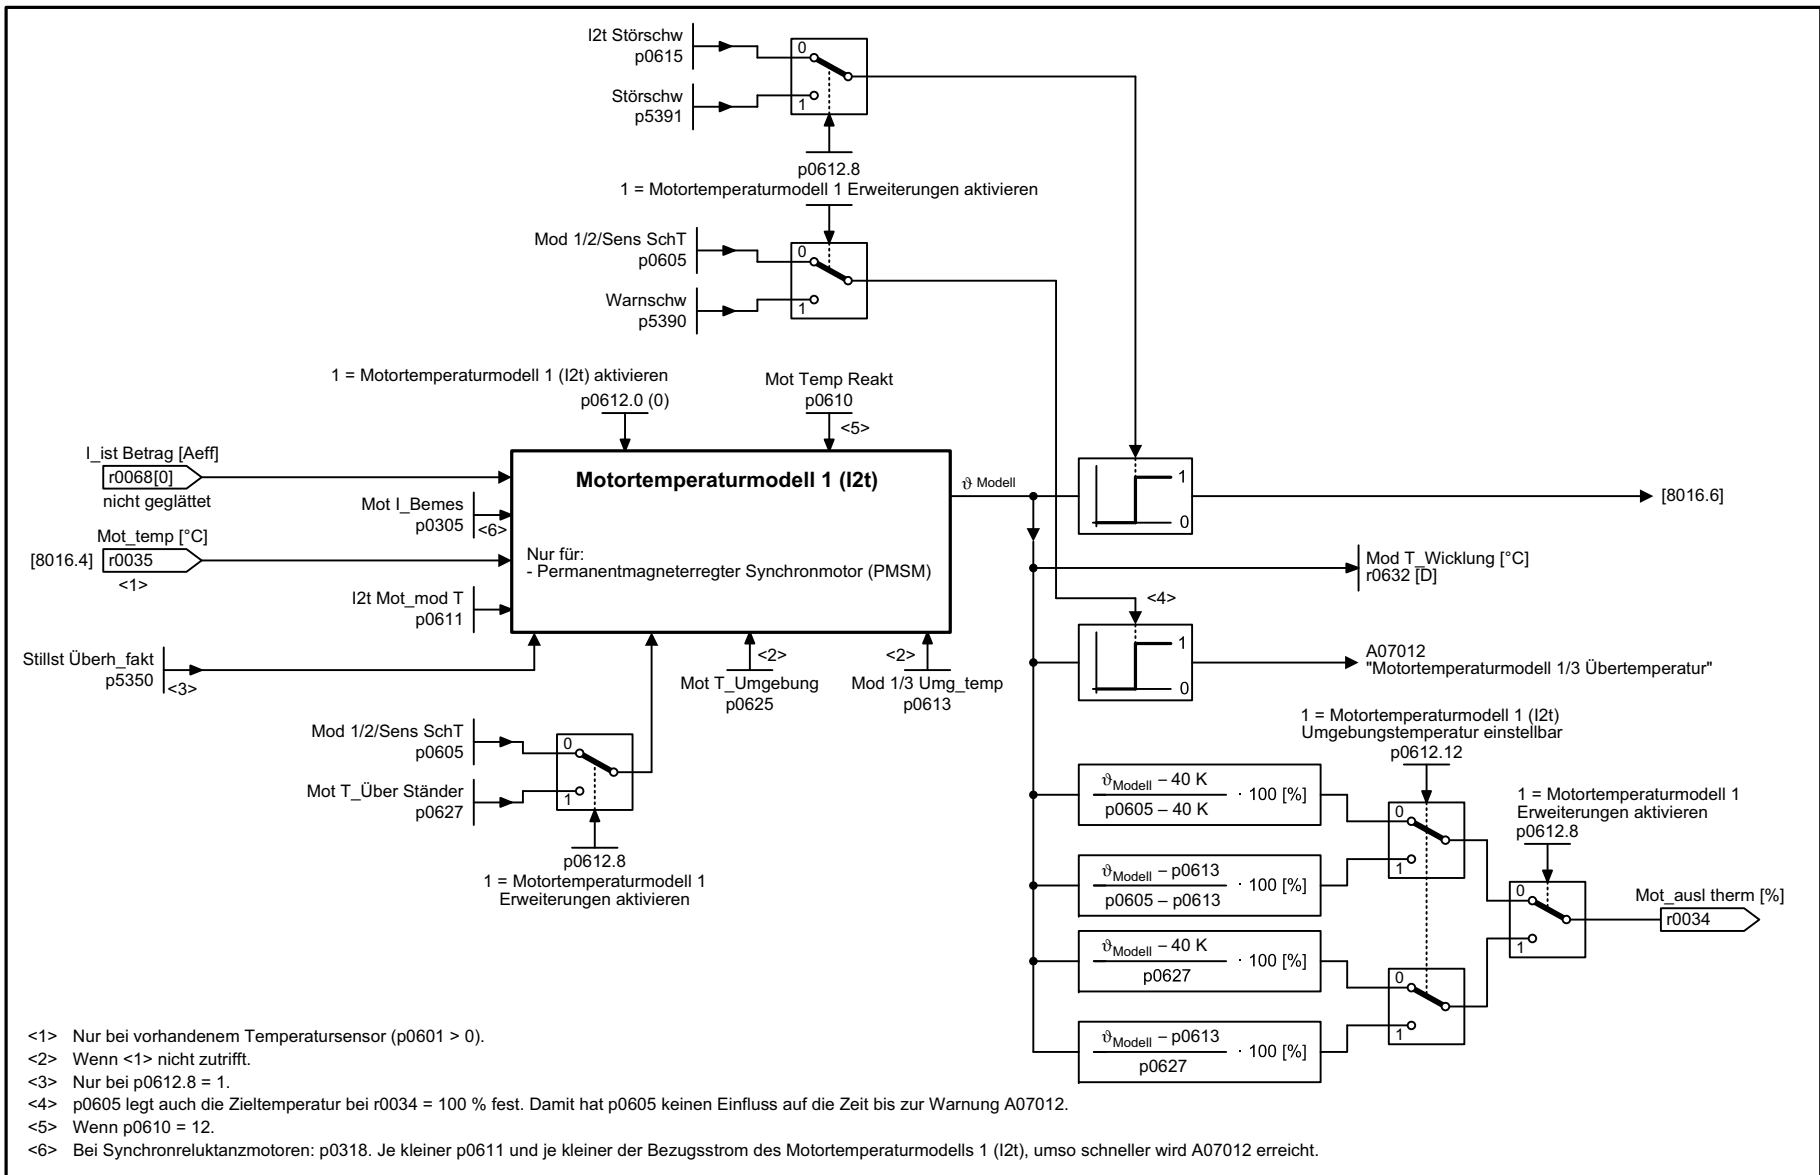 I2t Störschw
p0615
0
Störschw
p5391
1
p0612.8
1 = Motortemperaturmodell 1 Erweiterungen aktivieren
Mod 1/2/Sens SchT
p0605
0
Warnschw
p5390
1
1 = Motortemperaturmodell 1 (I2t) aktivieren
p0612.0 (0)
Mot Temp Reakt
p0610
<5>
I_ist Betrag [Aeff]
r0068[0]
nicht geglättet
Mot I_Bemes
p0305
<6>
Mot_temp [°C]
[8016.4] r0035
<1>
I2t Mot_mod T
p0611
Stillst Überh_fakt
p5350
<3>
Motortemperaturmodell 1 (I2t)
Nur für:
- Permanentmagneterregter Synchronmotor (PMSM)
ϑ Modell
1
0
[8016.6]
Mod T_Wicklung [°C]
r0632 [D]
<4>
1
0
A07012
"Motortemperaturmodell 1/3 Übertemperatur"
<2>
Mot T_Umgebung
p0625
<2>
Mod 1/3 Umg_temp
p0613
Mod 1/2/Sens SchT
p0605
0
Mot T_Über Ständer
p0627
1
p0612.8
1 = Motortemperaturmodell 1
Erweiterungen aktivieren
1 = Motortemperaturmodell 1 (I2t)
Umgebungstemperatur einstellbar
p0612.12
ϑModell – 40 K
p0605 – 40 K
· 100 [%]
0
1
ϑModell – p0613
p0605 – p0613
· 100 [%]
1 = Motortemperaturmodell 1
Erweiterungen aktivieren
p0612.8
0
1
Mot_ausl therm [%]
r0034
ϑModell – 40 K
p0627
· 100 [%]
0
1
ϑModell – p0613
p0627
· 100 [%]
<1> Nur bei vorhandenem Temperatursensor (p0601 > 0).
<2> Wenn <1> nicht zutrifft.
<3> Nur bei p0612.8 = 1.
<4> p0605 legt auch die Zieltemperatur bei r0034 = 100 % fest. Damit hat p0605 keinen Einfluss auf die Zeit bis zur Warnung A07012.
<5> Wenn p0610 = 12.
<6> Bei Synchronreluktanzmotoren: p0318. Je kleiner p0611 und je kleiner der Bezugsstrom des Motortemperaturmodells 1 (I2t), umso schneller wird A07012 erreicht.